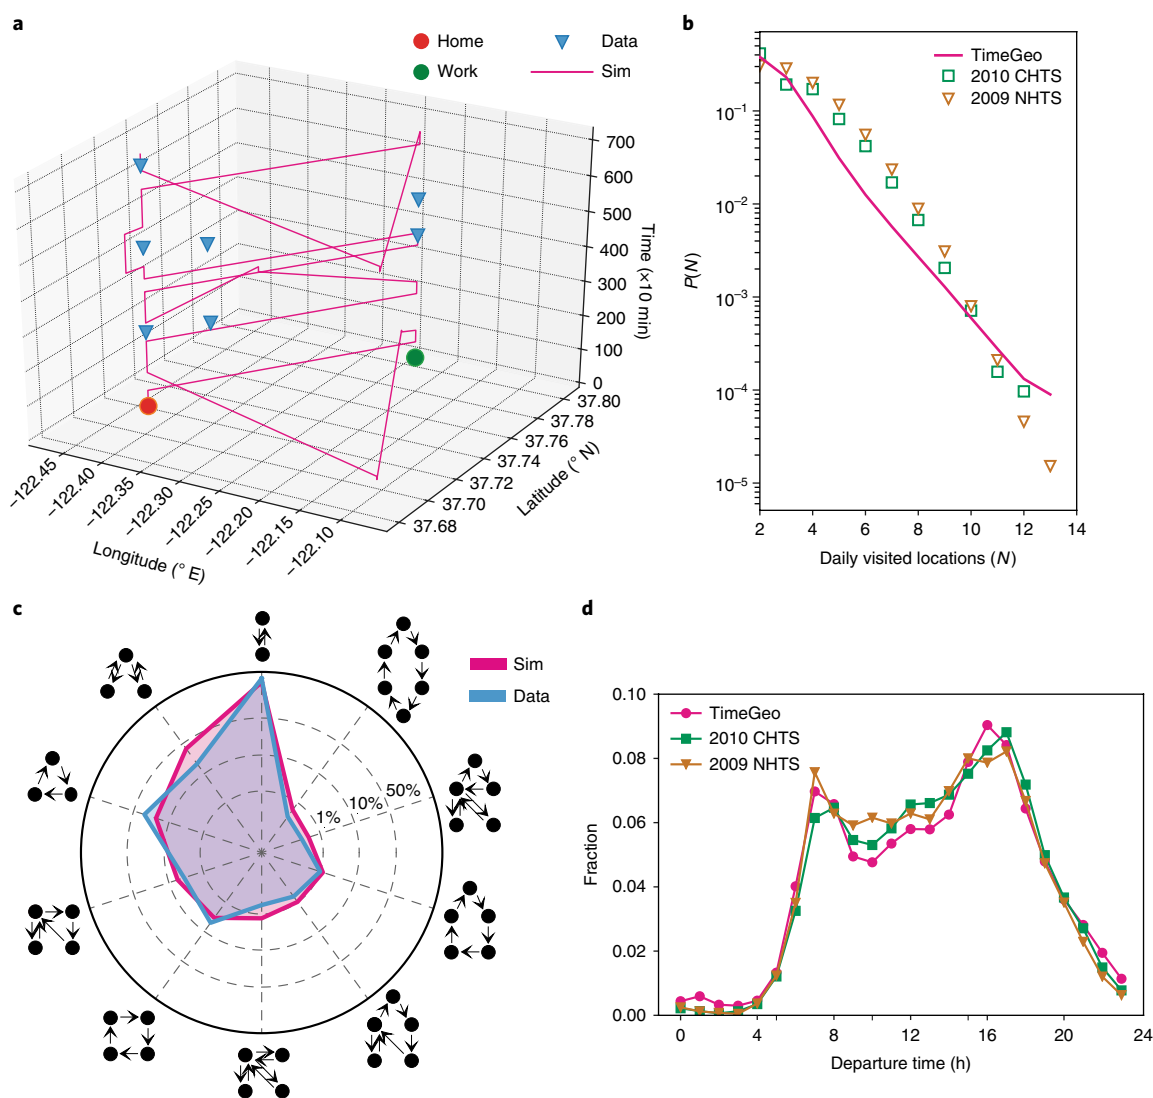 a
Home
Data
Work
Sim
700
600
500
400
300
200
100
0
Time (×10 min)
37.80
37.76
37.74
37.72
37.70
37.68
Latitude (° N)
−122.45
−122.40
−122.35
−122.30
−122.25
−122.20
−122.15
−122.10
Longitude (° E)
b
TimeGeo
2010 CHTS
2009 NHTS
10−1
10−2
10−3
10−4
10−5
P(N)
2 4 6 8 10 12 14
Daily visited locations (N)
c
Sim
Data
1% 10% 50%
d
TimeGeo
2010 CHTS
2009 NHTS
0.10
0.08
0.06
0.04
0.02
0.00
Fraction
0 4 8 12 16 20 24
Departure time (h)